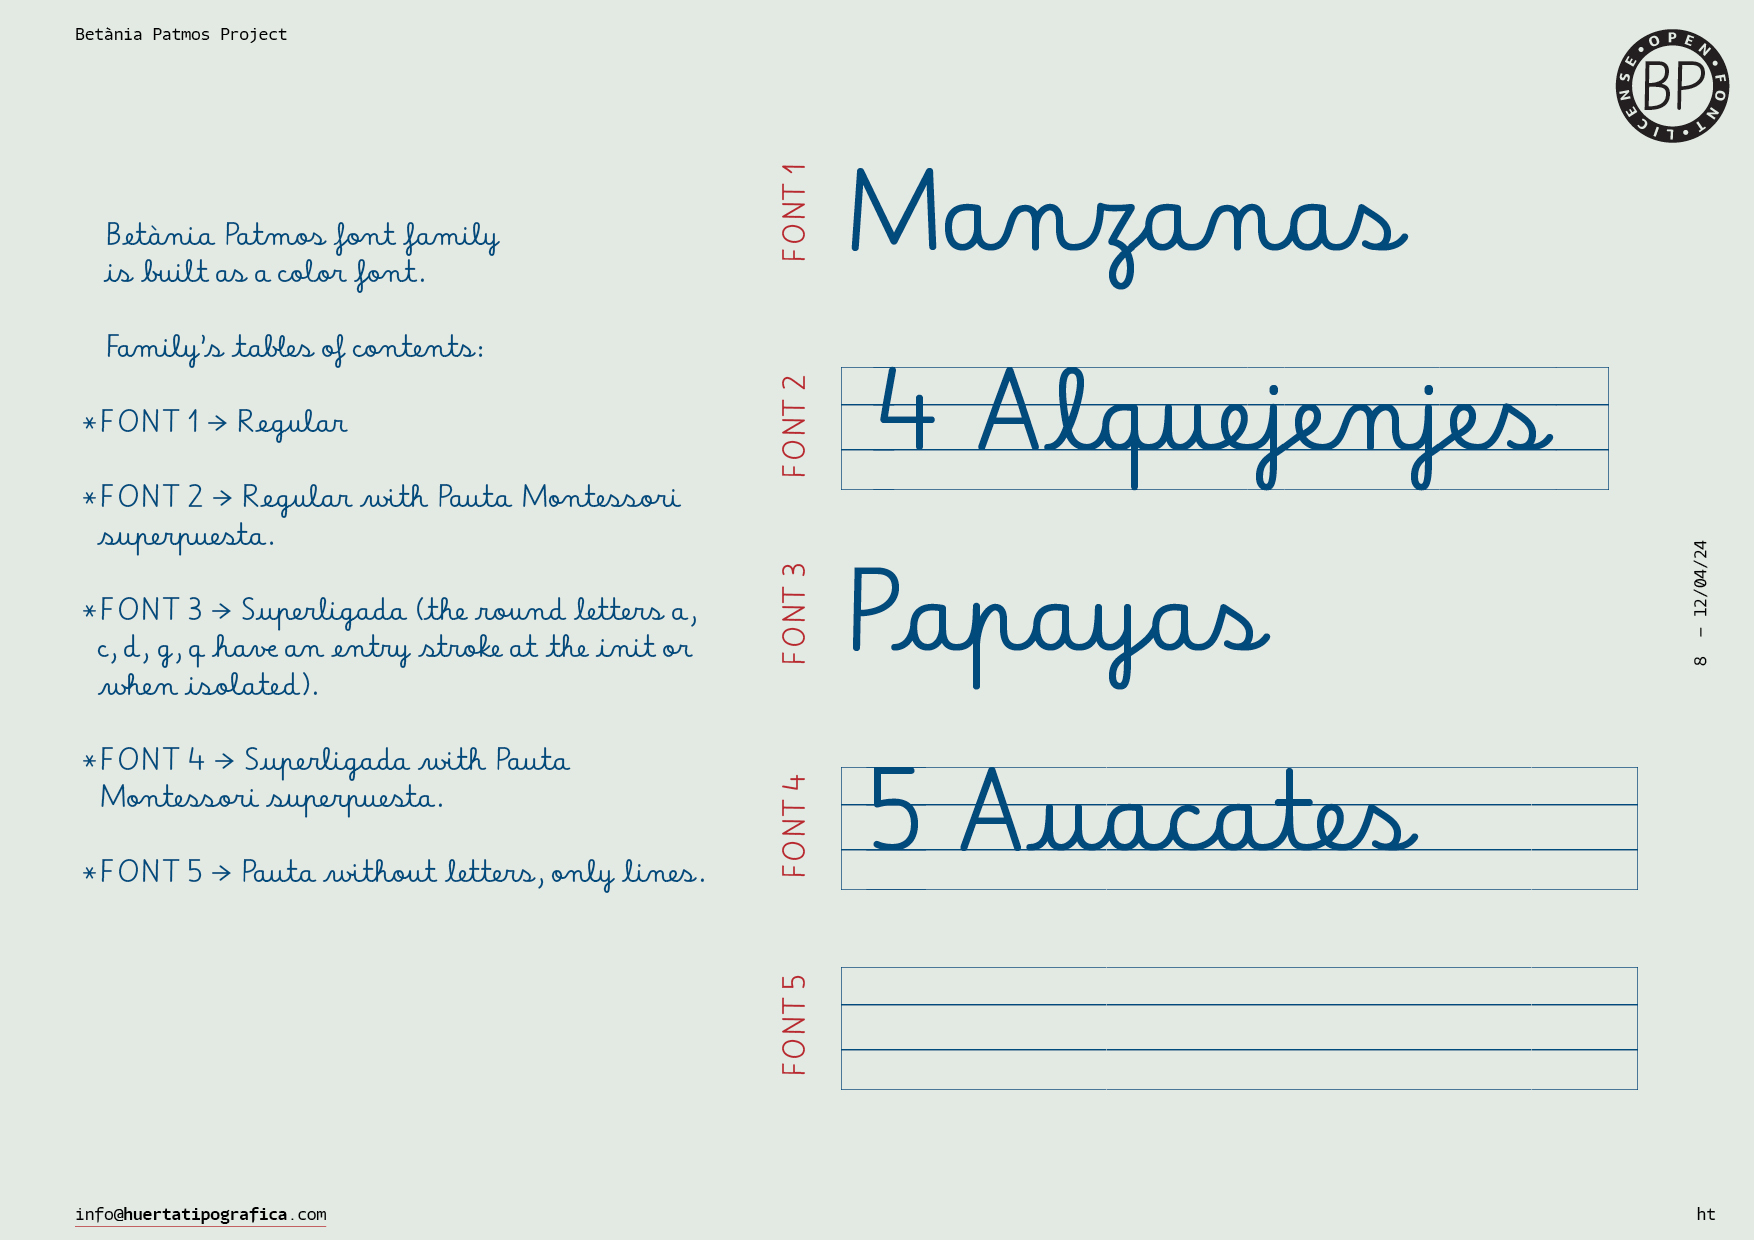 Betània Patmos Project
OPEN • FONT • LICENSE •
BP
Betània Patmos font family
is built as a color font.
Family's tables of contents:
*FONT 1 → Regular
*FONT 2 → Regular with Pauta Montessori
superpuesta.
*FONT 3 → Superligada (the round letters a,
c, d, g, q have an entry stroke at the init or
when isolated).
*FONT 4 → Superligada with Pauta
Montessori superpuesta.
*FONT 5 → Pauta without letters, only lines.
FONT 1
Manzanas
FONT 2
4 Alquejenjes
FONT 3
Papayas
FONT 4
5 Auacates
FONT 5
8 – 12/04/24
info@huertatipografica.com
ht